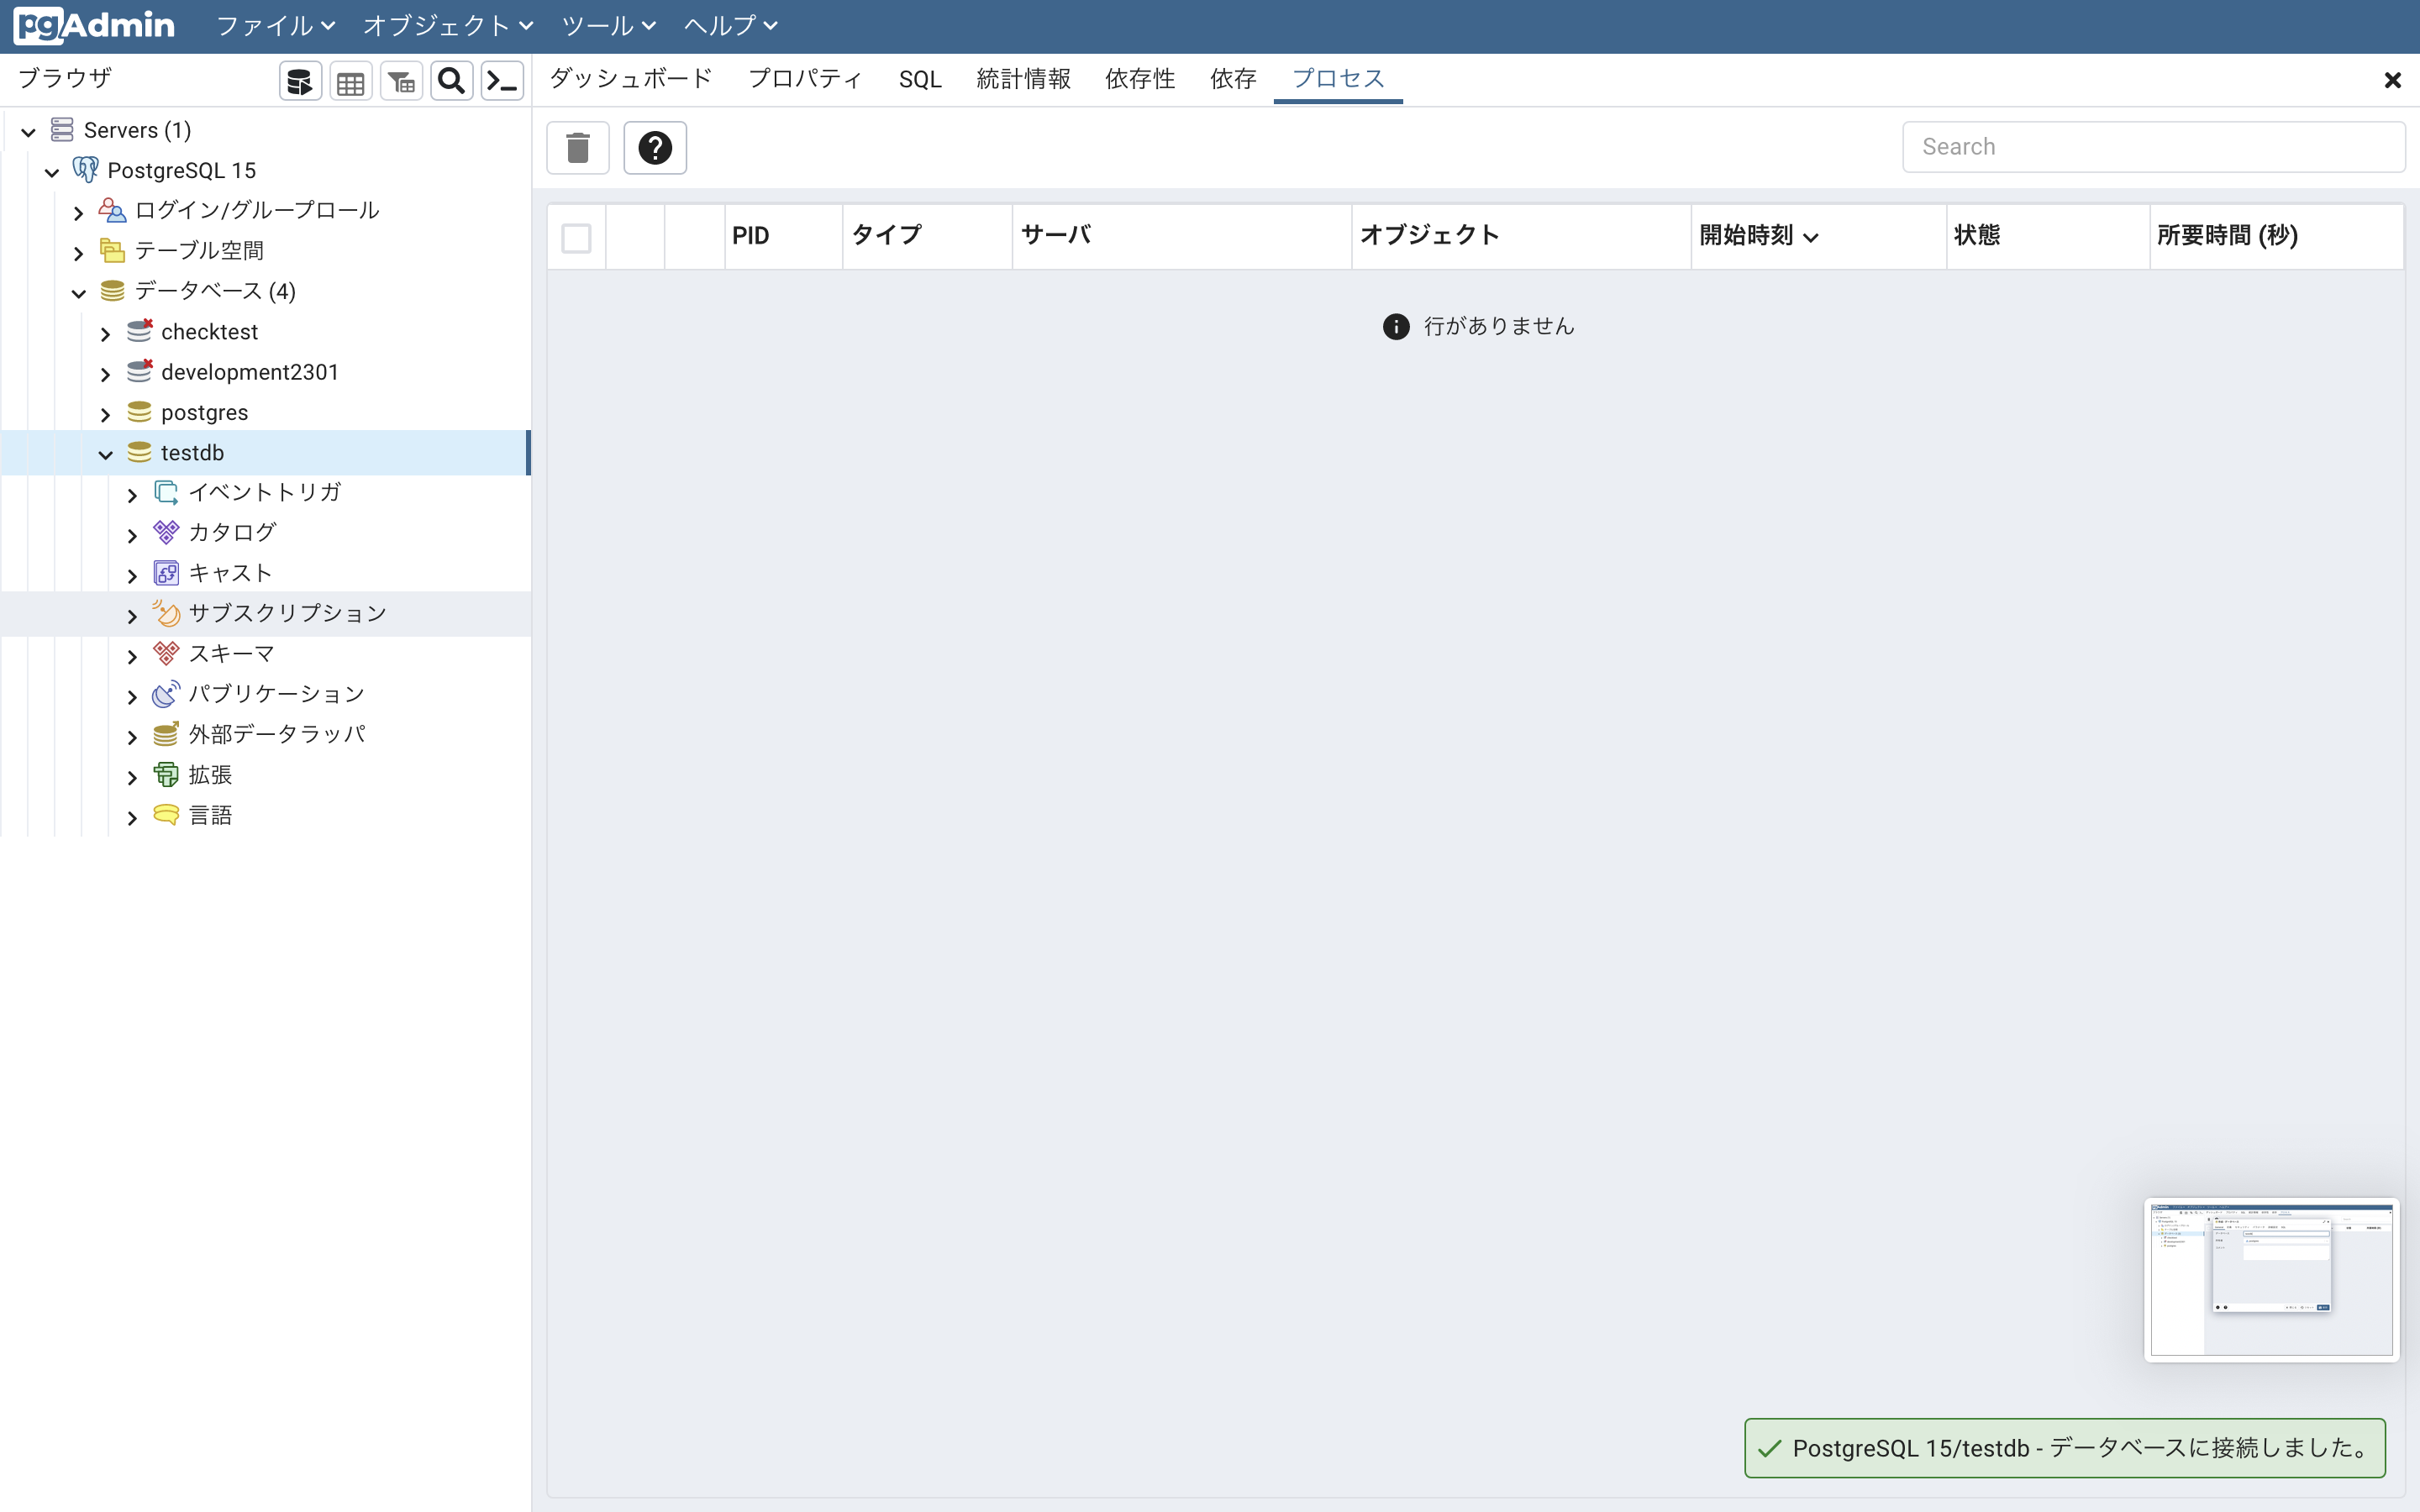 pgAdmin ファイル オブジェクト ツール ヘルプ
ブラウザ
ダッシュボード プロパティ SQL 統計情報 依存性 依存 プロセス
Servers (1)
PostgreSQL 15
ログイン/グループロール
テーブル空間
データベース (4)
checktest
development2301
postgres
testdb
イベントトリガ
カタログ
キャスト
サブスクリプション
スキーマ
パブリケーション
外部データラッパ
拡張
言語
Search
PID タイプ サーバ オブジェクト 開始時刻 状態 所要時間 (秒)
行がありません
PostgreSQL 15/testdb - データベースに接続しました。